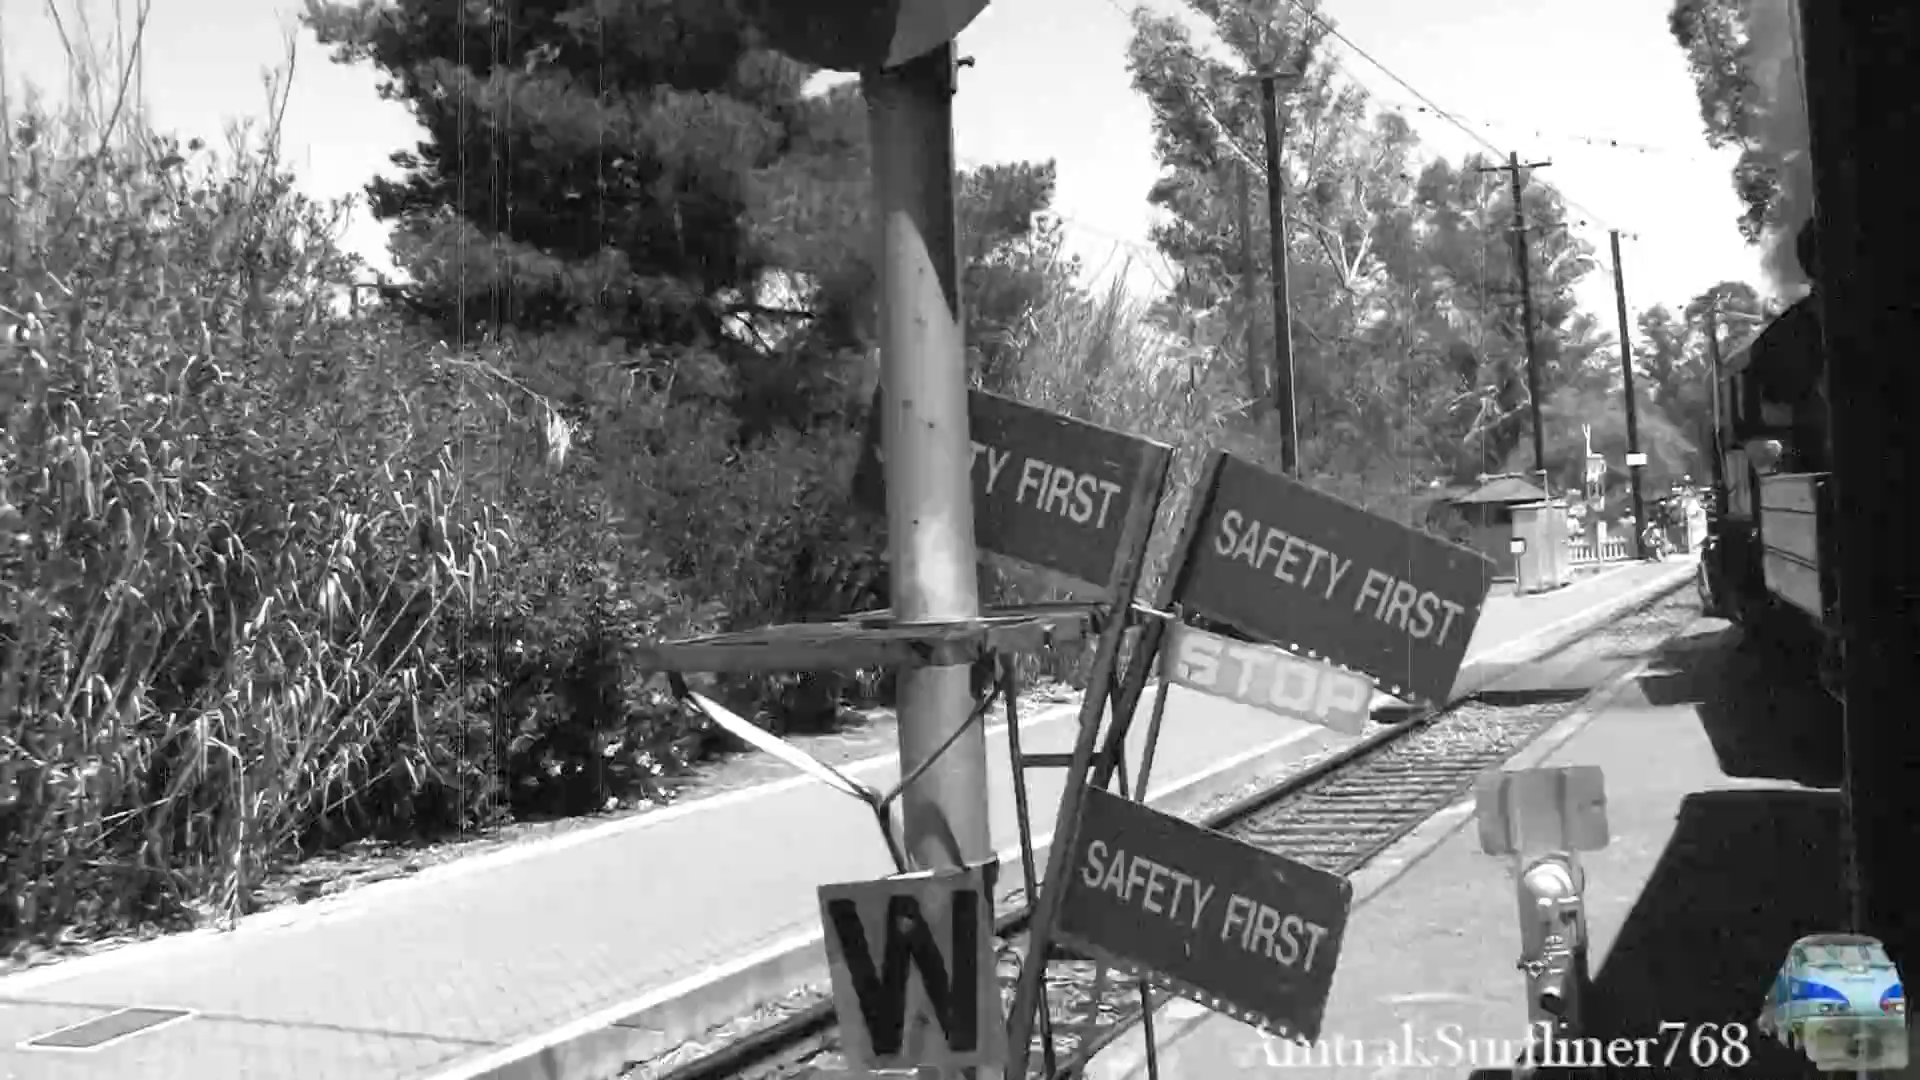 TY FIRST
SAFETY FIRST
STOP
SAFETY FIRST
W
AmtrakSurfliner768